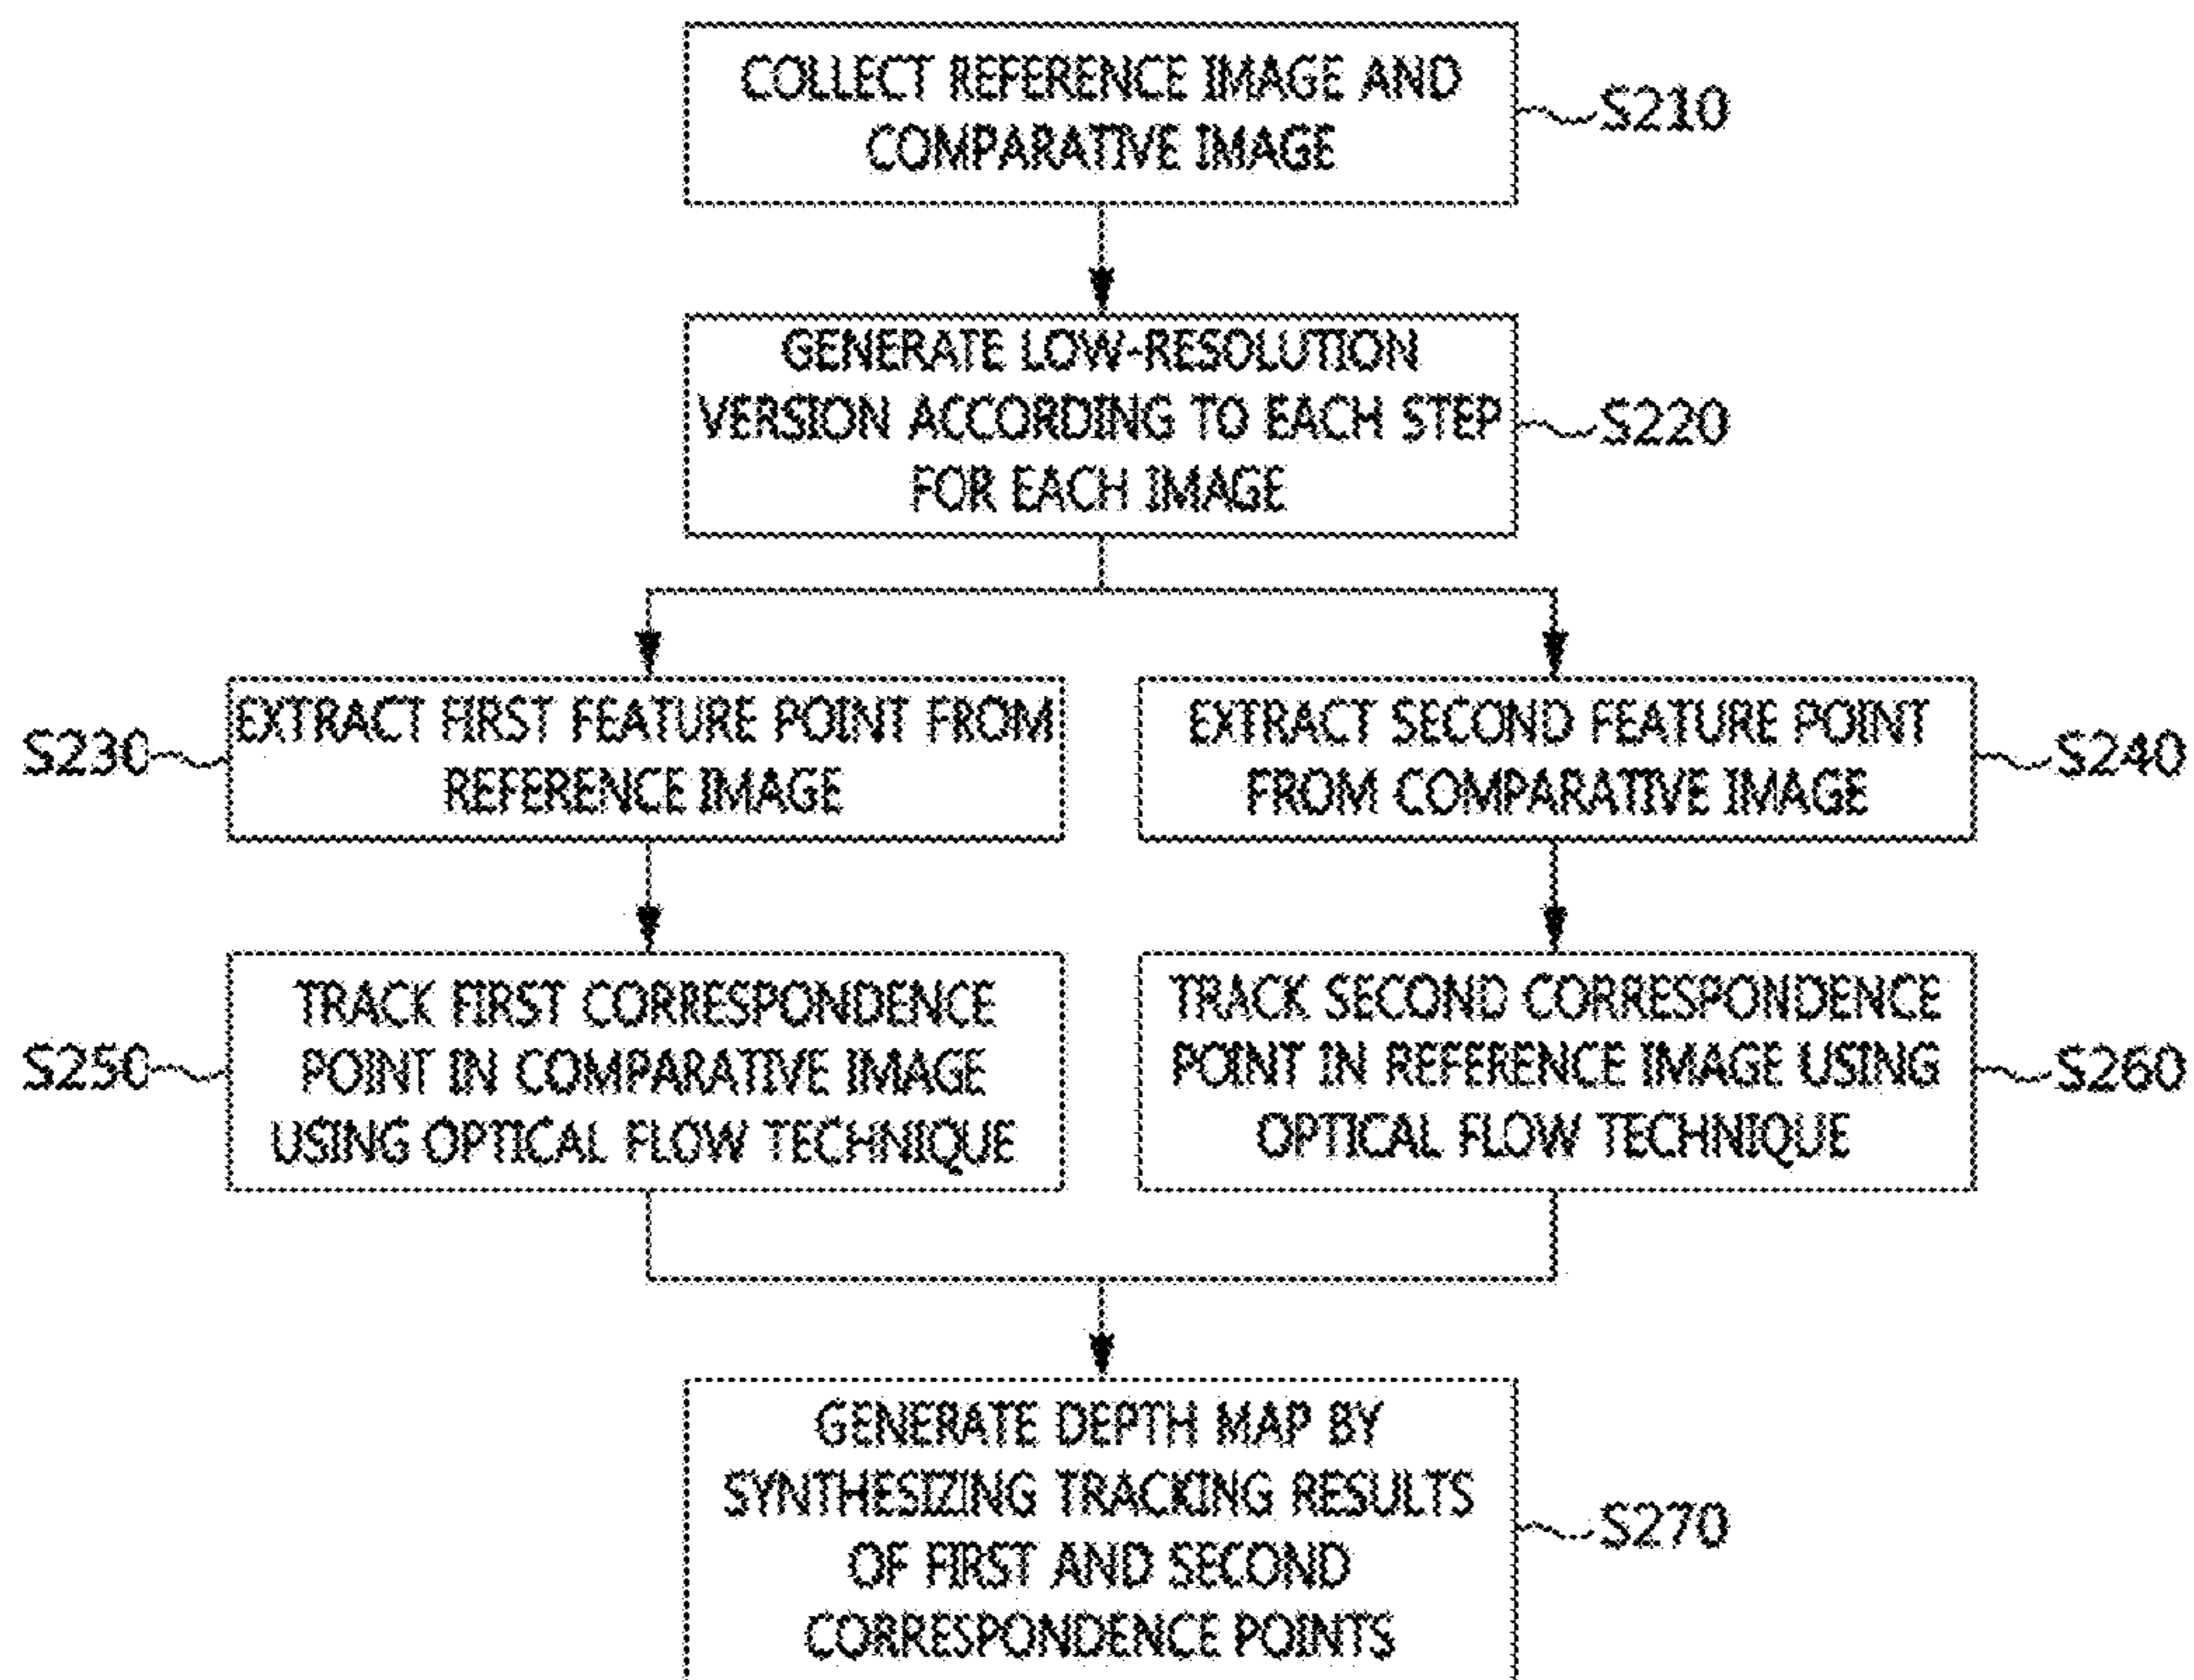 COLLECT REFERENCE IMAGE AND
COMPARATIVE IMAGE
S210
GENERATE LOW-RESOLUTION
VERSION ACCORDING TO EACH STEP
FOR EACH IMAGE
S220
S230
EXTRACT FIRST FEATURE POINT FROM
REFERENCE IMAGE
EXTRACT SECOND FEATURE POINT
FROM COMPARATIVE IMAGE
S240
S250
TRACK FIRST CORRESPONDENCE
POINT IN COMPARATIVE IMAGE
USING OPTICAL FLOW TECHNIQUE
TRACK SECOND CORRESPONDENCE
POINT IN REFERENCE IMAGE USING
OPTICAL FLOW TECHNIQUE
S260
GENERATE DEPTH MAP BY
SYNTHESIZING TRACKING RESULTS
OF FIRST AND SECOND
CORRESPONDENCE POINTS
S270